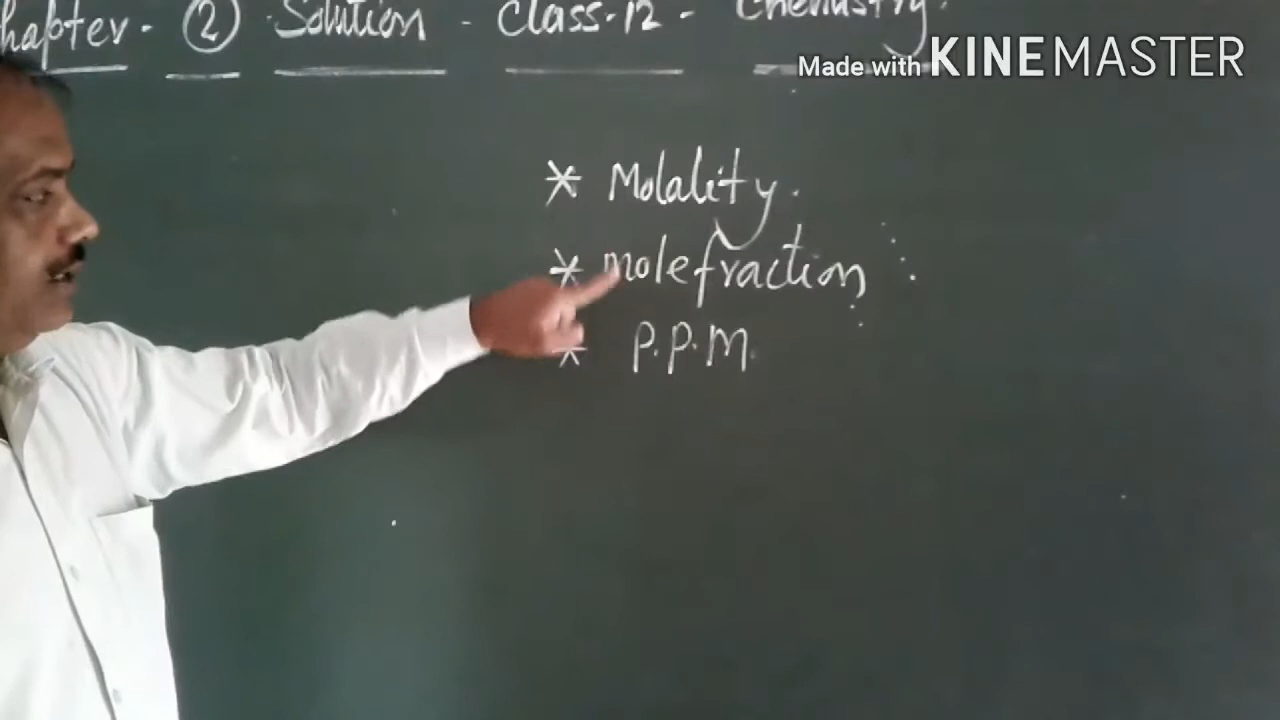 hapter - ② Solution - Class-12 - Chemistry.
Made with KINEMASTER
* Molality.
* molefraction
* P.P.M.